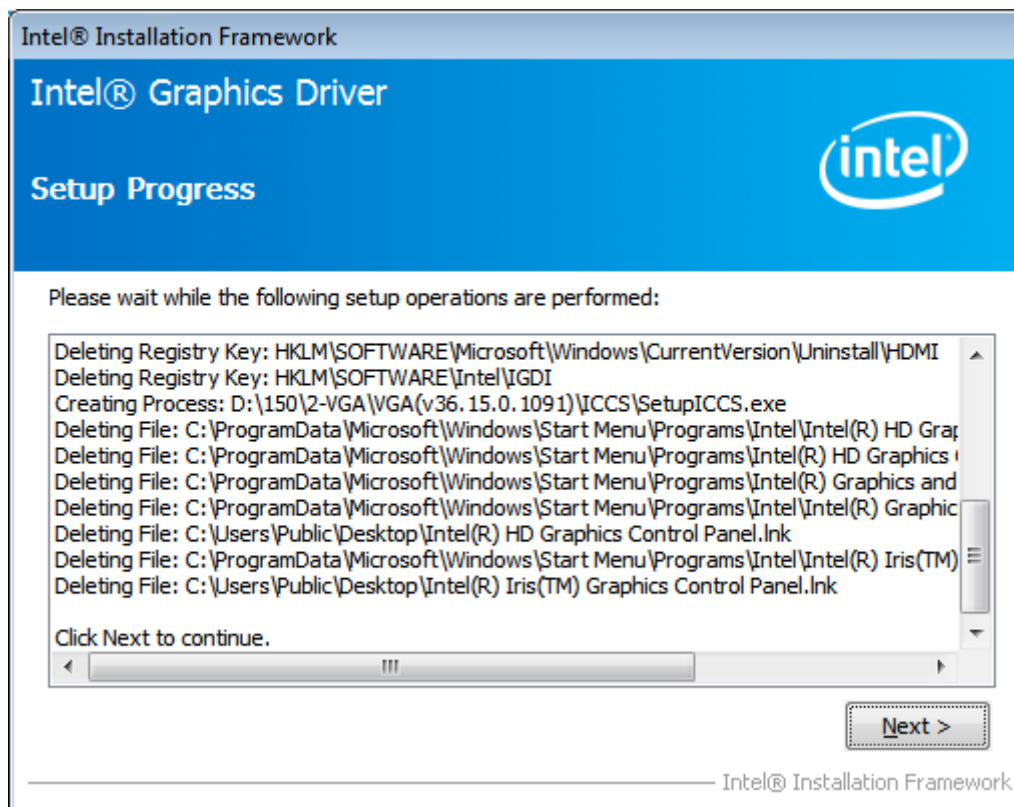 Intel® Installation Framework
Intel® Graphics Driver
intel
Setup Progress
Please wait while the following setup operations are performed:
Deleting Registry Key: HKLM\SOFTWARE\Microsoft\Windows\CurrentVersion\Uninstall\HDMI
Deleting Registry Key: HKLM\SOFTWARE\Intel\IGDI
Creating Process: D:\150\2-VGA\VGA(v36.15.0.1091)\ICCS\SetupICCS.exe
Deleting File: C:\ProgramData\Microsoft\Windows\Start Menu\Programs\Intel\Intel(R) HD Grap
Deleting File: C:\ProgramData\Microsoft\Windows\Start Menu\Programs\Intel(R) HD Graphics (
Deleting File: C:\ProgramData\Microsoft\Windows\Start Menu\Programs\Intel(R) Graphics and
Deleting File: C:\ProgramData\Microsoft\Windows\Start Menu\Programs\Intel\Intel(R) Graphic
Deleting File: C:\Users\Public\Desktop\Intel(R) HD Graphics Control Panel.lnk
Deleting File: C:\ProgramData\Microsoft\Windows\Start Menu\Programs\Intel\Intel(R) Iris(TM)
Deleting File: C:\Users\Public\Desktop\Intel(R) Iris(TM) Graphics Control Panel.lnk
Click Next to continue.
Next >
Intel® Installation Framework